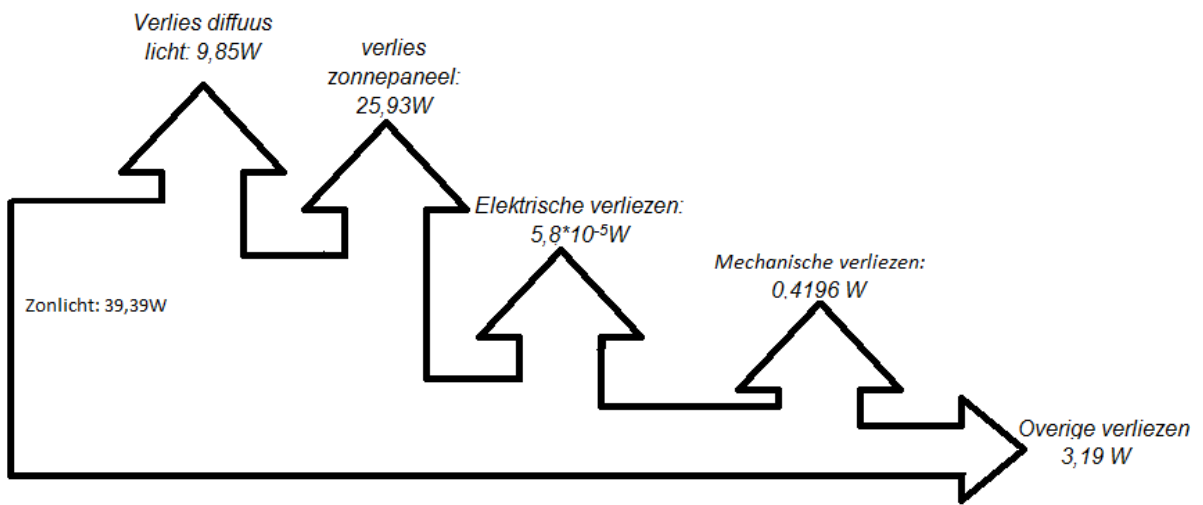 Verlies diffuus
licht: 9,85W
verlies
zonnepaneel:
25,93W
Elektrische verliezen:
5,8*10⁻⁵W
Mechanische verliezen:
0.4196 W
Zonlicht: 39,39W
Overige verliezen
3,19 W